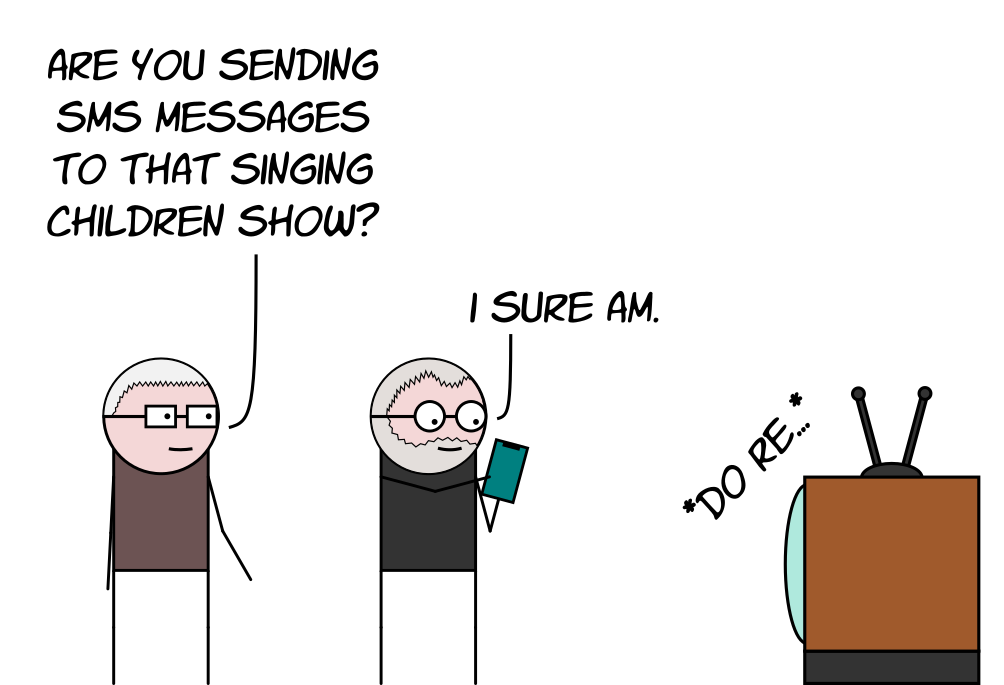 ARE YOU SENDING
SMS MESSAGES
TO THAT SINGING
CHILDREN SHOW?
I SURE AM.
*DO RE...*